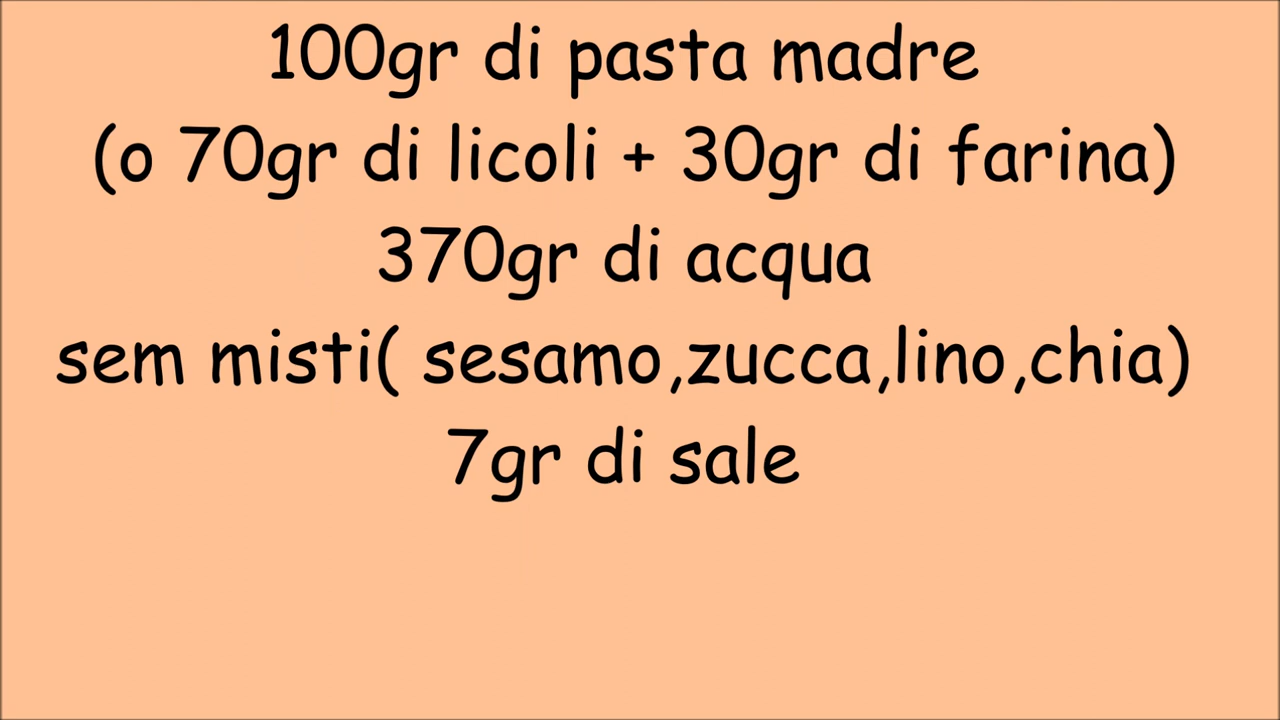 100gr di pasta madre
(o 70gr di licoli + 30gr di farina)
370gr di acqua
sem misti( sesamo,zucca,lino,chia)
7gr di sale